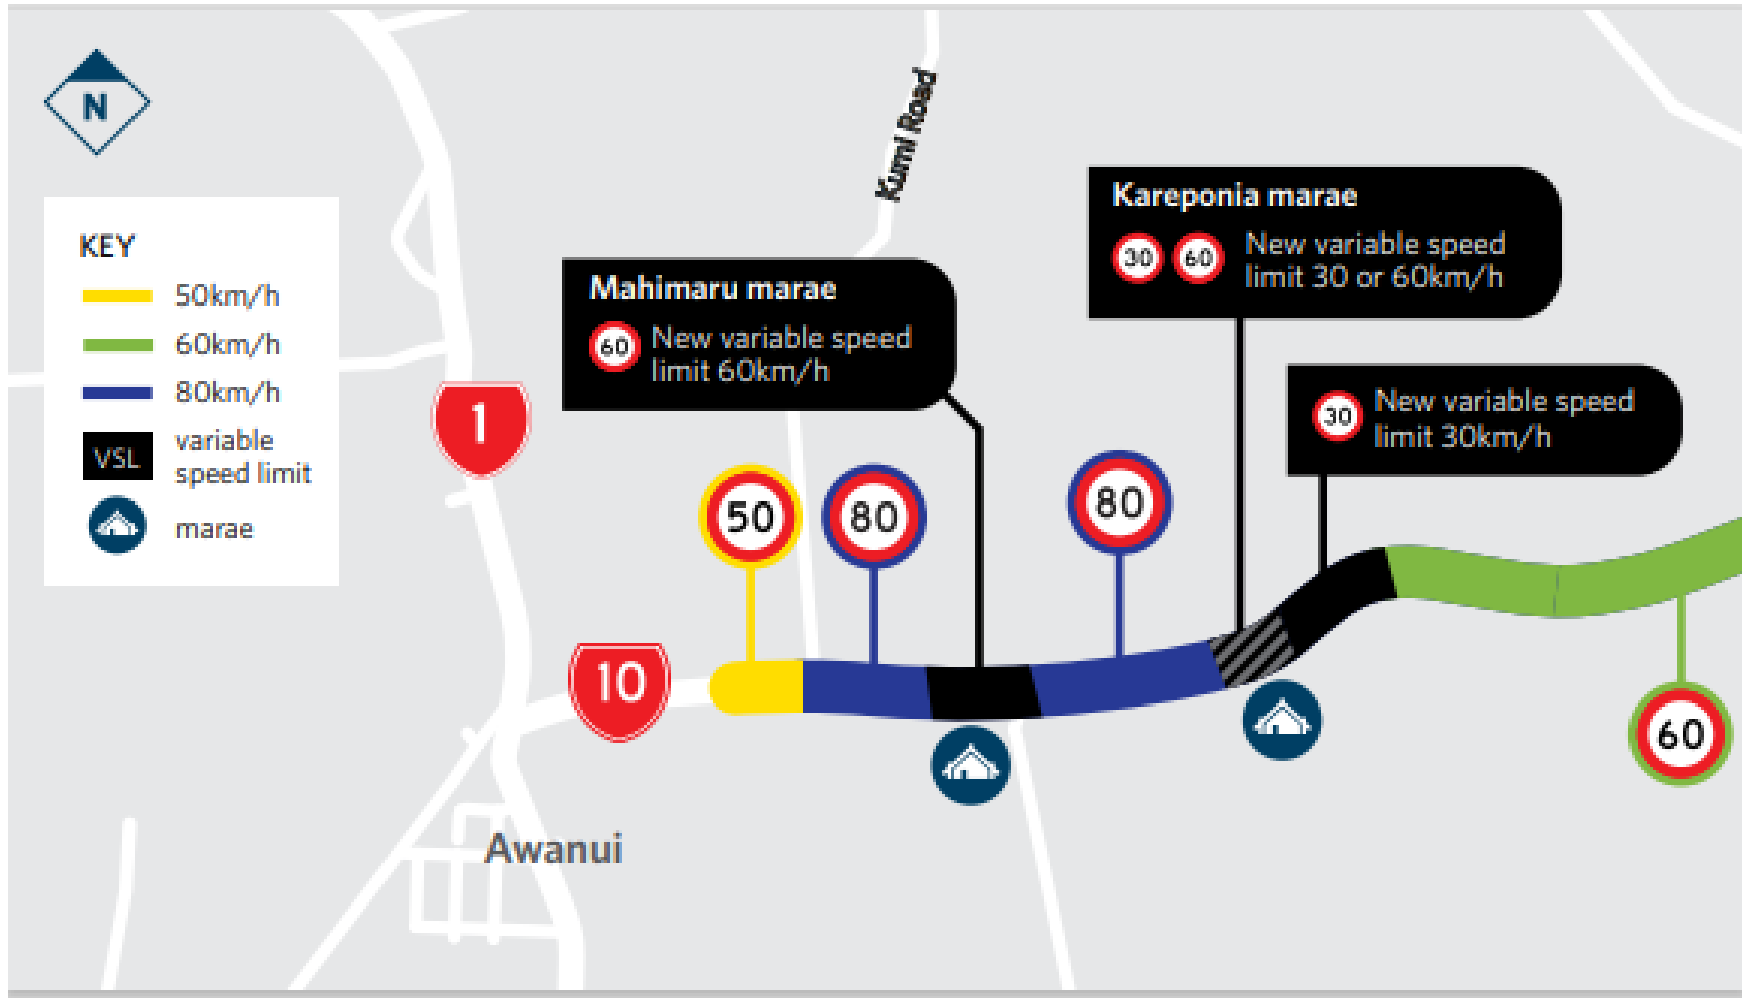 N
KEY
50km/h
60km/h
80km/h
VSL
variable
speed limit
marae
Kumi Road
1
10
Awanui
Mahimaru marae
60
New variable speed
limit 60km/h
Kareponia marae
30
60
New variable speed
limit 30 or 60km/h
30
New variable speed
limit 30km/h
50
80
80
60